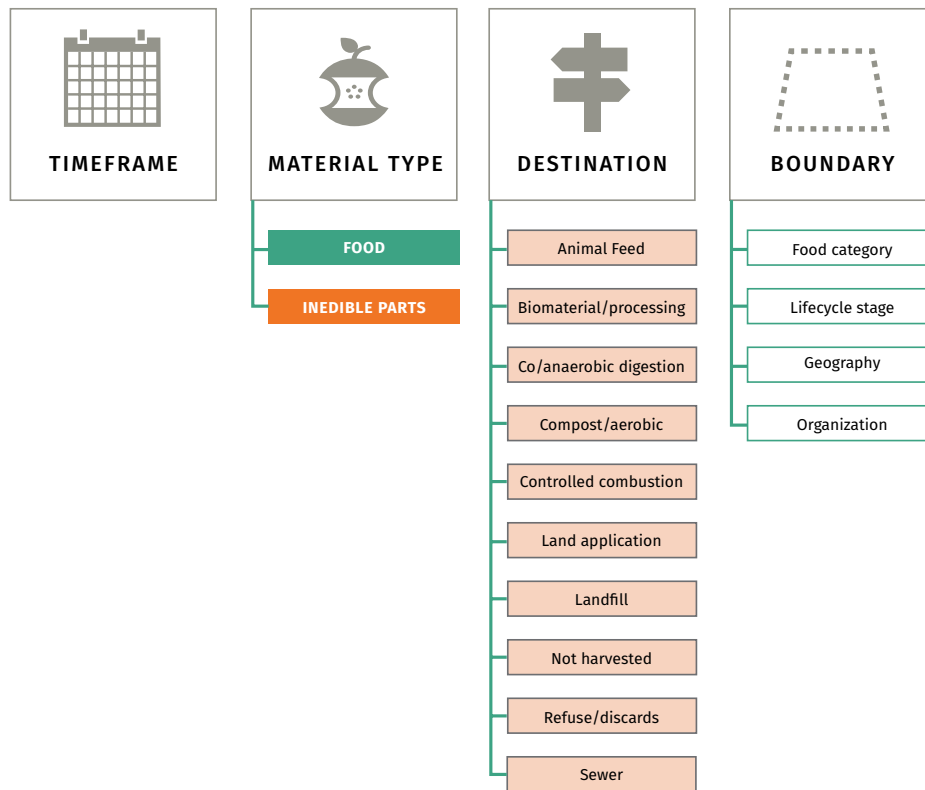 TIMEFRAME
MATERIAL TYPE
FOOD
INEDIBLE PARTS
DESTINATION
Animal Feed
Biomaterial/processing
Co/anaerobic digestion
Compost/aerobic
Controlled combustion
Land application
Landfill
Not harvested
Refuse/discards
Sewer
BOUNDARY
Food category
Lifecycle stage
Geography
Organization